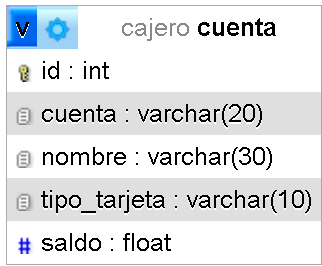 v cajero cuenta
id : int
cuenta : varchar(20)
nombre : varchar(30)
tipo_tarjeta : varchar(10)
# saldo : float